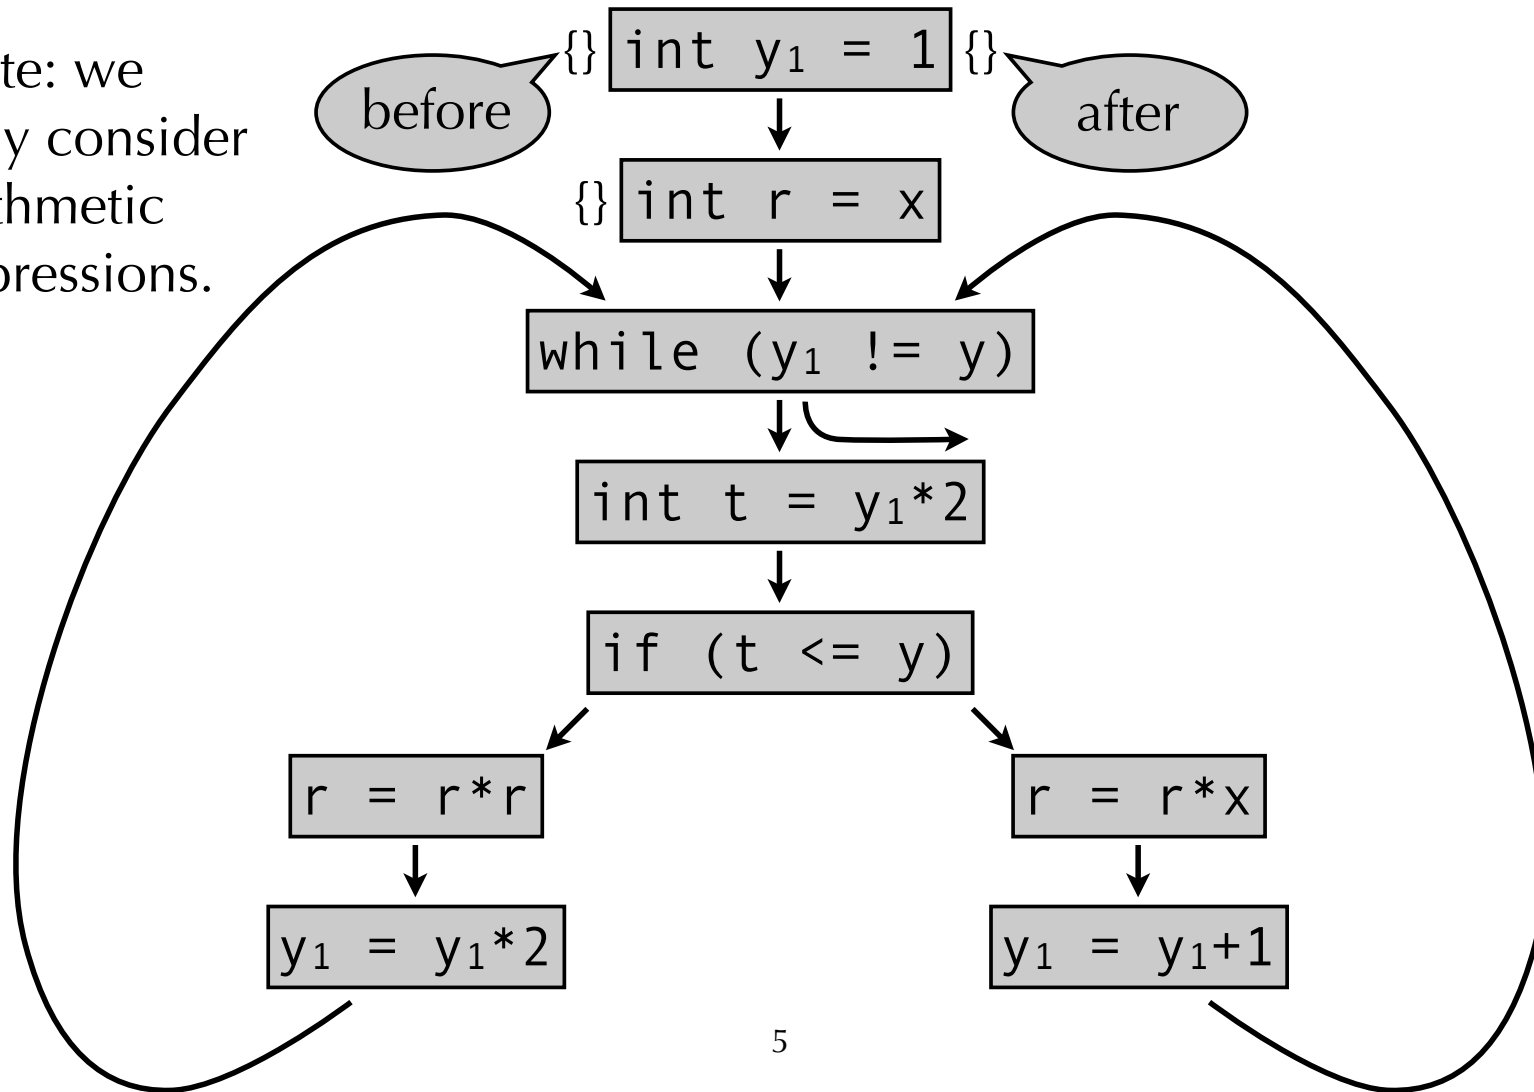 te: we
y consider
thmetic
pressions.
before
{} int y₁ = 1 {}
after
{} int r = x
while (y₁ != y)
int t = y₁*2
if (t <= y)
r = r*r
r = r*x
y₁ = y₁*2
y₁ = y₁+1
5